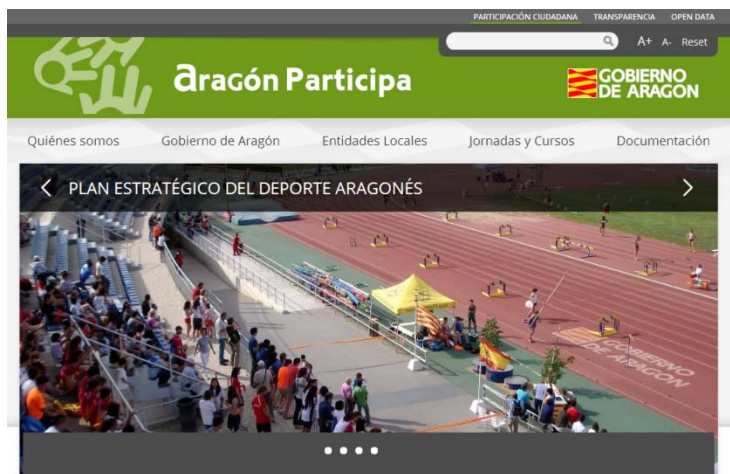 PARTICIPACIÓN CIUDADANA TRANSPARENCIA OPEN DATA
A+ A- Reset
aragón Participa
GOBIERNO
DE ARAGON
Quiénes somos Gobierno de Aragón Entidades Locales Jornadas y Cursos Documentación
PLAN ESTRATÉGICO DEL DEPORTE ARAGONÉS
GOBIERNO
DE ARAGON